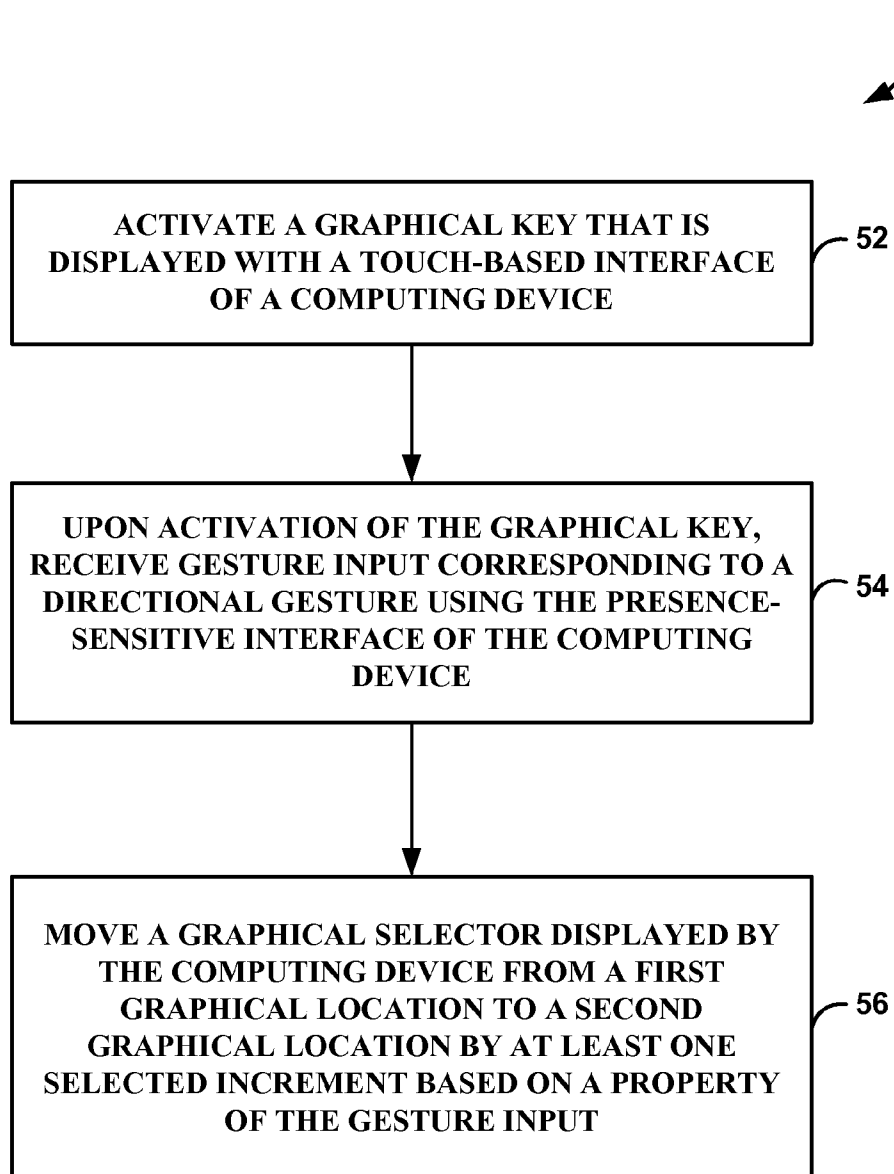 ACTIVATE A GRAPHICAL KEY THAT IS
DISPLAYED WITH A TOUCH-BASED INTERFACE
OF A COMPUTING DEVICE
52
UPON ACTIVATION OF THE GRAPHICAL KEY,
RECEIVE GESTURE INPUT CORRESPONDING TO A
DIRECTIONAL GESTURE USING THE PRESENCE-
SENSITIVE INTERFACE OF THE COMPUTING
DEVICE
54
MOVE A GRAPHICAL SELECTOR DISPLAYED BY
THE COMPUTING DEVICE FROM A FIRST
GRAPHICAL LOCATION TO A SECOND
GRAPHICAL LOCATION BY AT LEAST ONE
SELECTED INCREMENT BASED ON A PROPERTY
OF THE GESTURE INPUT
56